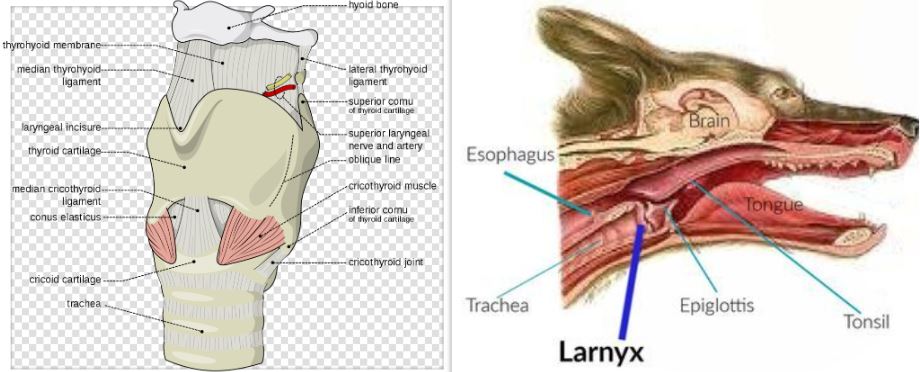 hyoid bone
thyrohyoid membrane
median thyrohyoid
ligament
laryngeal incisure
thyroid cartilage
median cricothyroid
ligament
conus elasticus
cricoid cartilage
trachea
lateral thyrohyoid
ligament
superior cornu
of thyroid cartilage
superior laryngeal
nerve and artery
oblique line
cricothyroid muscle
inferior cornu
of thyroid cartilage
cricothyroid joint
Brain
Esophagus
Tongue
Trachea
Epiglottis
Tonsil
Larnyx